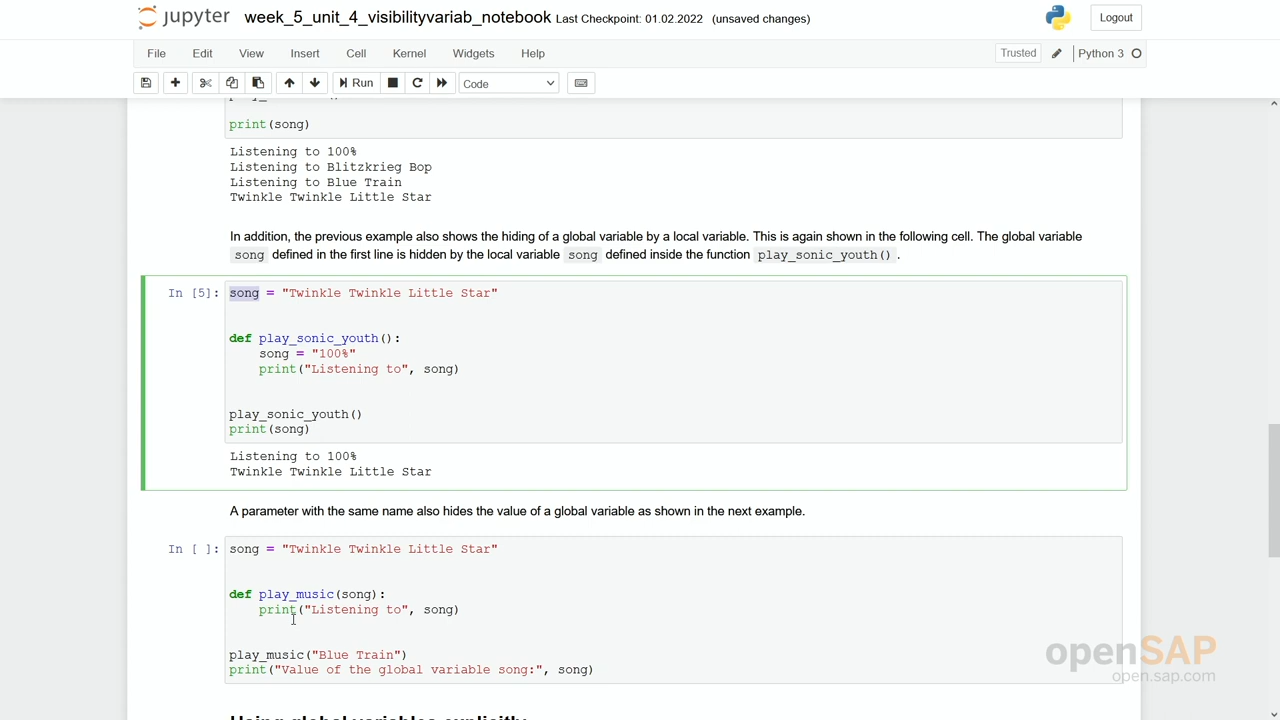 jupyter week_5_unit_4_visibilityvariab_notebook Last Checkpoint: 01.02.2022 (unsaved changes) Logout
File Edit View Insert Cell Kernel Widgets Help Trusted Python 3
Run Code
print(song)
Listening to 100%
Listening to Blitzkrieg Bop
Listening to Blue Train
Twinkle Twinkle Little Star
In addition, the previous example also shows the hiding of a global variable by a local variable. This is again shown in the following cell. The global variable
song defined in the first line is hidden by the local variable song defined inside the function play_sonic_youth() .
In [5]: song = "Twinkle Twinkle Little Star"
def play_sonic_youth():
song = "100%"
print("Listening to", song)
play_sonic_youth()
print(song)
Listening to 100%
Twinkle Twinkle Little Star
A parameter with the same name also hides the value of a global variable as shown in the next example.
In [ ]: song = "Twinkle Twinkle Little Star"
def play_music(song):
print("Listening to", song)
play_music("Blue Train")
print("Value of the global variable song:", song)
openSAP
open.sap.com
Using global variables explicitly